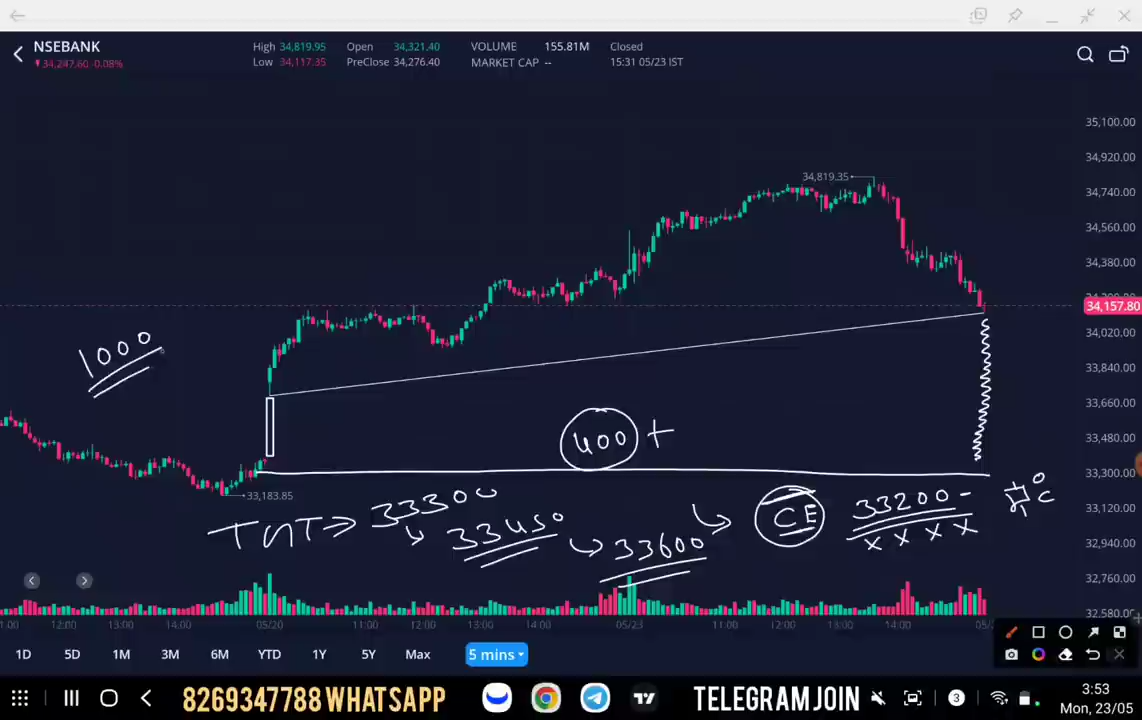 NSEBANK
34,247.60 -0.08%
High 34,819.95 Open 34,321.40 VOLUME 155.81M Closed
Low 34,117.35 PreClose 34,276.40 MARKET CAP -- 15:31 05/23 IST
35,100.00
34,920.00
34,819.35
34,740.00
34,560.00
34,380.00
34,157.80
34,020.00
1000
33,840.00
33,660.00
400 +
33,480.00
33,300.00
33,183.85
TNT ⇒ 33300
33450
33600
CE
33200-
x x x x
33,120.00
32,940.00
32,760.00
32,580.00
12:00 13:00 14:00 05/20 11:00 12:00 13:00 14:00 05/23 11:00 12:00 13:00 14:00
1D 5D 1M 3M 6M YTD 1Y 5Y Max 5 mins
8269347788 WHATSAPP TELEGRAM JOIN 3 3:53
Mon, 23/05